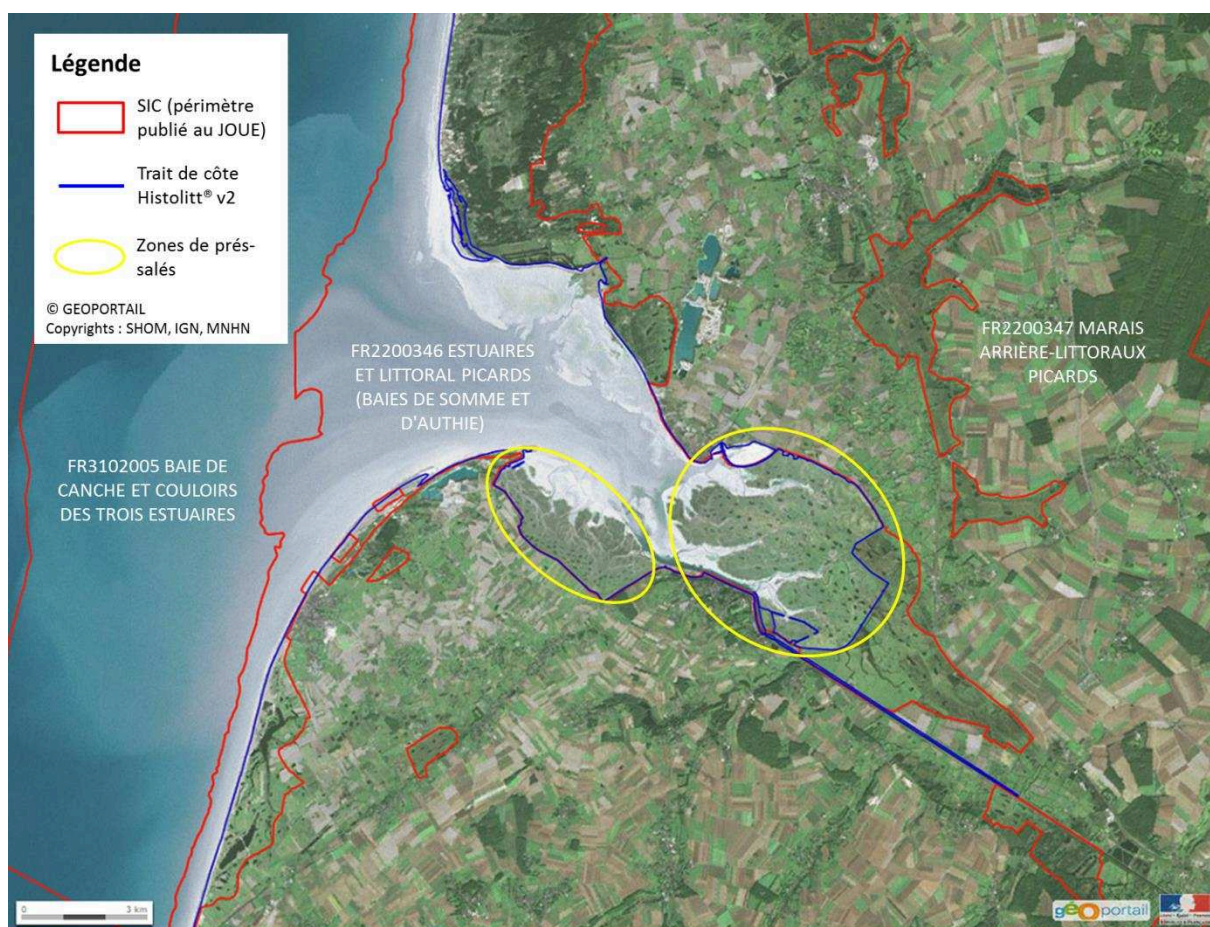 Légende
SIC (périmètre
publié au JOUE)
Trait de côte
Histolitt® v2
Zones de prés-
salés
© GEOPORTAIL
Copyrights : SHOM, IGN, MNHN
FR2200346 ESTUAIRES
ET LITTORAL PICARDS
(BAIES DE SOMME ET
D'AUTHIE)
FR2200347 MARAIS
ARRIÈRE-LITTORAUX
PICARDS
FR3102005 BAIE DE
CANCHE ET COULOIRS
DES TROIS ESTUAIRES
0 3 km
géoportail